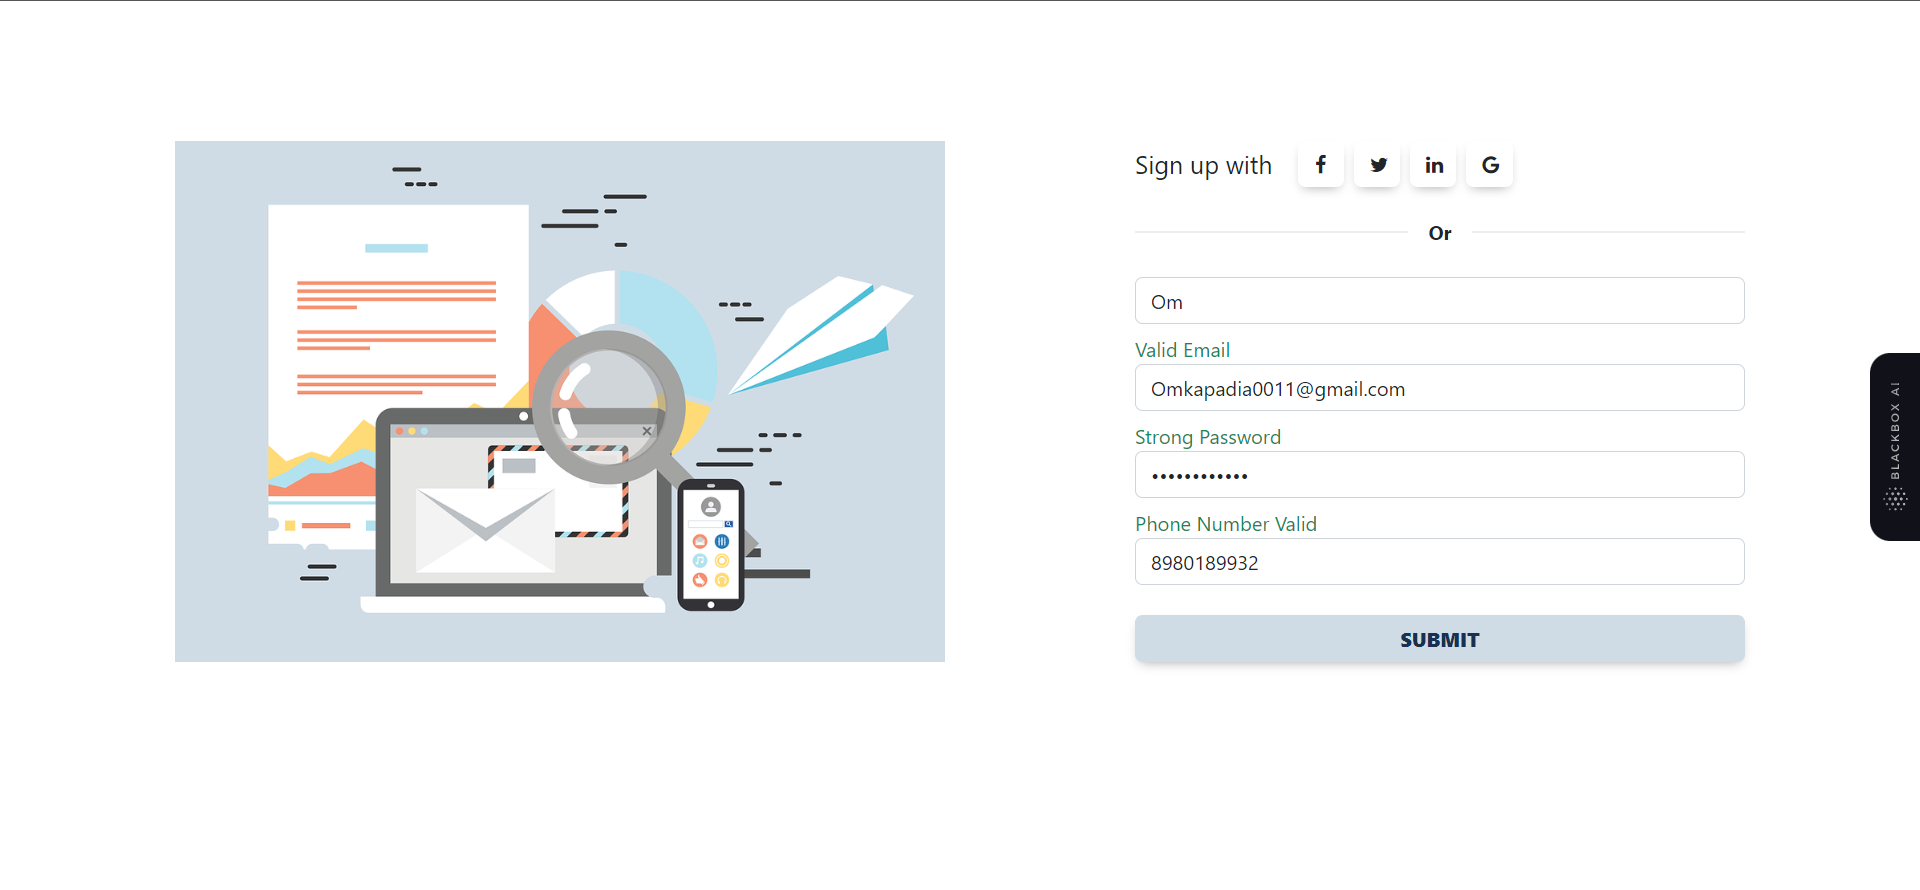 Sign up with
Or
Om
Valid Email
Omkapadia0011@gmail.com
Strong Password
••••••••••••
Phone Number Valid
8980189932
SUBMIT
BLACKBOX AI